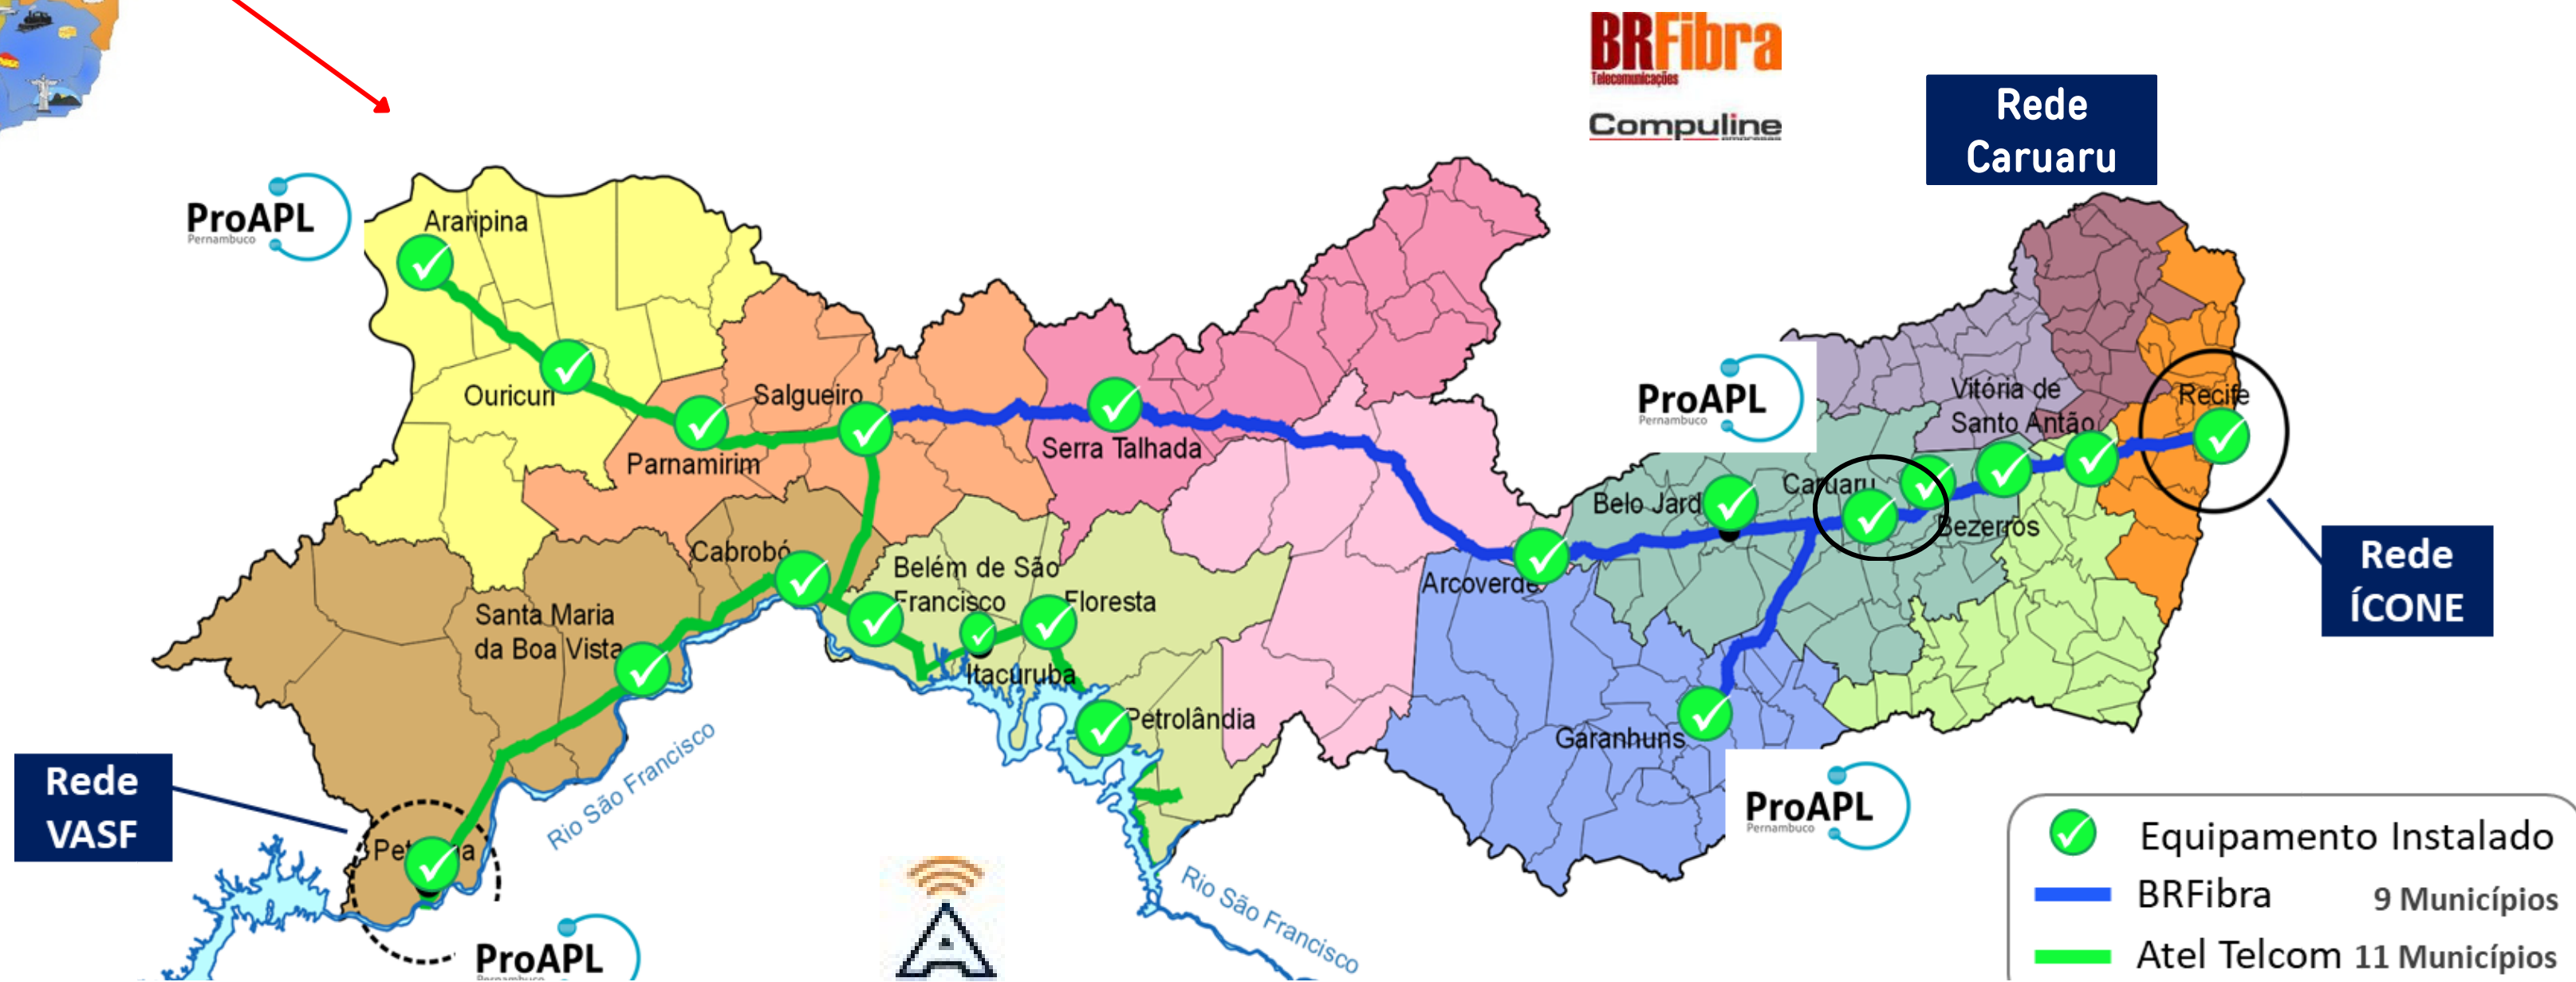 BRFibra
Telecomunicações
Compuline
empresas
Rede
Caruaru
ProAPL
Pernambuco
Araripina
Ouricuri
Parnamirim
Salgueiro
Serra Talhada
ProAPL
Pernambuco
Vitória de
Santo Antão
Recife
Belo Jard
Caruaru
Bezerros
Arcoverde
Rede
ÍCONE
Cabrobó
Belém de São
Francisco
Floresta
Itacuruba
Santa Maria
da Boa Vista
Petrolândia
Garanhuns
Rio São Francisco
Rede
VASF
Pe a
ProAPL
Pernambuco
ProAPL
Pernambuco
Rio São Francisco
A
Equipamento Instalado
BRFibra 9 Municípios
Atel Telcom 11 Municípios